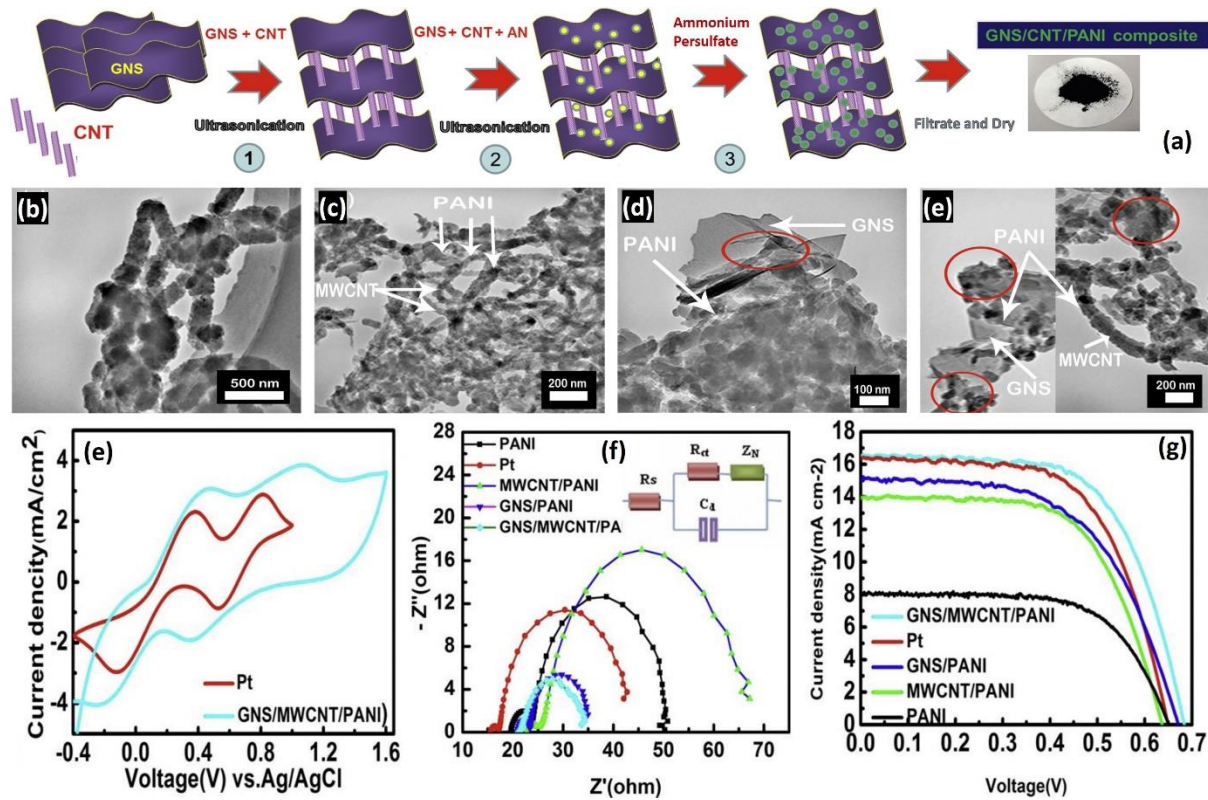 GNS + CNT
GNS + CNT + AN
Ammonium
Persulfate
GNS/CNT/PANI composite
GNS
CNT
Ultrasonication
Ultrasonication
Filtrate and Dry
(a)
1
2
3
(b)
500 nm
(c)
PANI
MWCNT
200 nm
(d)
GNS
PANI
100 nm
(e)
PANI
MWCNT
GNS
200 nm
(e)
Current dencity(mA/cm²)
4
2
0
-2
-4
Pt
GNS/MWCNT/PANI)
-0.4
0.0
0.4
0.8
1.2
1.6
Voltage(V) vs.Ag/AgCl
(f)
- Z''(ohm)
28
24
20
16
12
8
4
0
PANI
Pt
MWCNT/PANI
GNS/PANI
GNS/MWCNT/PA
Rs
Rct
ZN
Cd
10
20
30
40
50
60
70
Z'(ohm)
(g)
Current density(mA cm-2)
18
16
14
12
10
8
6
4
2
0
GNS/MWCNT/PANI
Pt
GNS/PANI
MWCNT/PANI
PANI
0.0
0.1
0.2
0.3
0.4
0.5
0.6
0.7
Voltage(V)